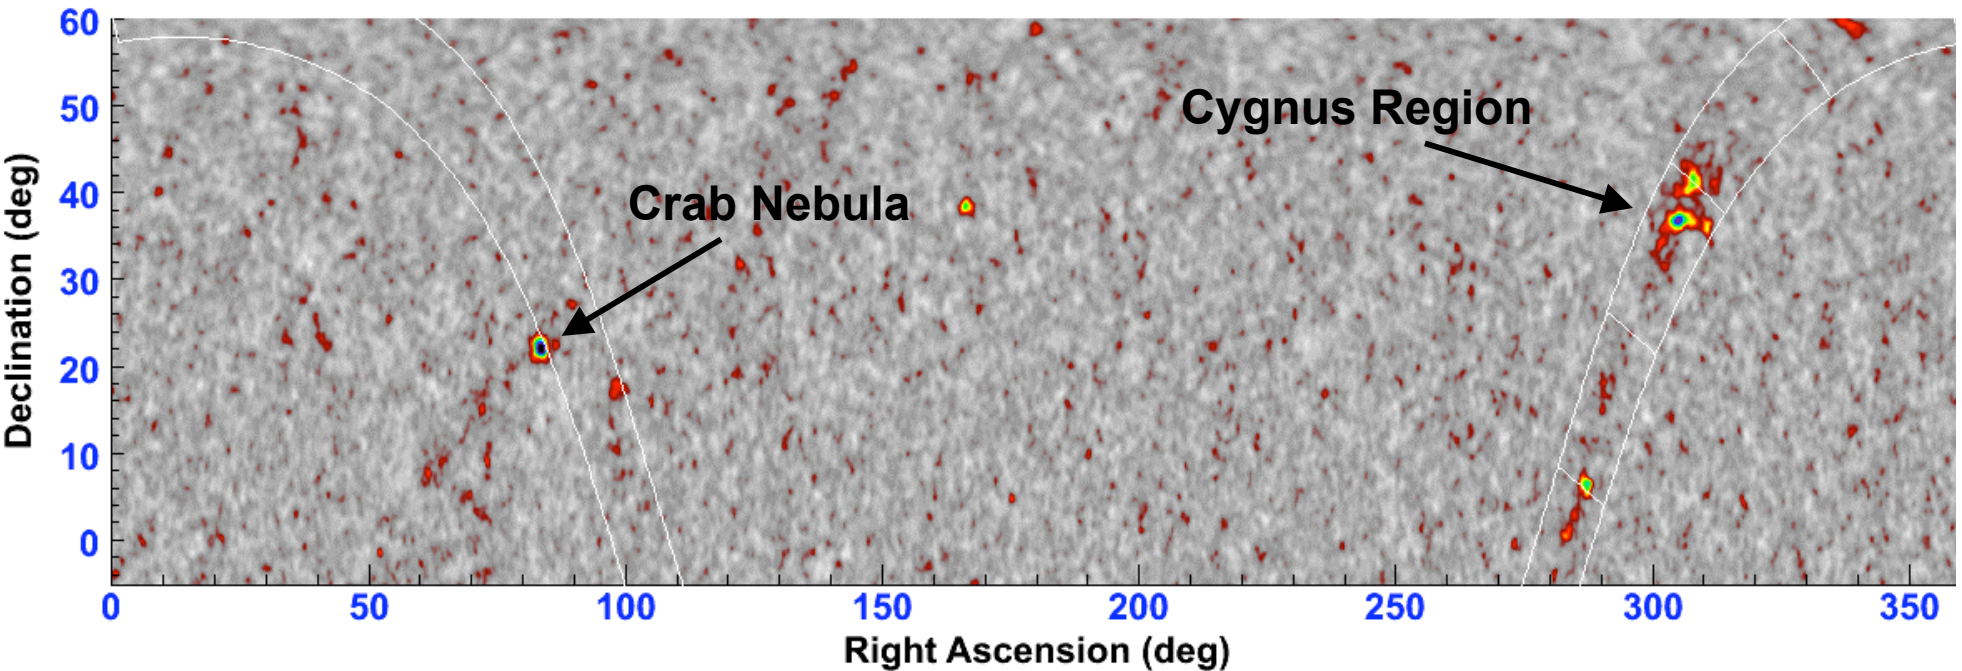 60
50
Cygnus Region
40
Crab Nebula
30
20
10
0
0 50 100 150 200 250 300 350
Declination (deg)
Right Ascension (deg)